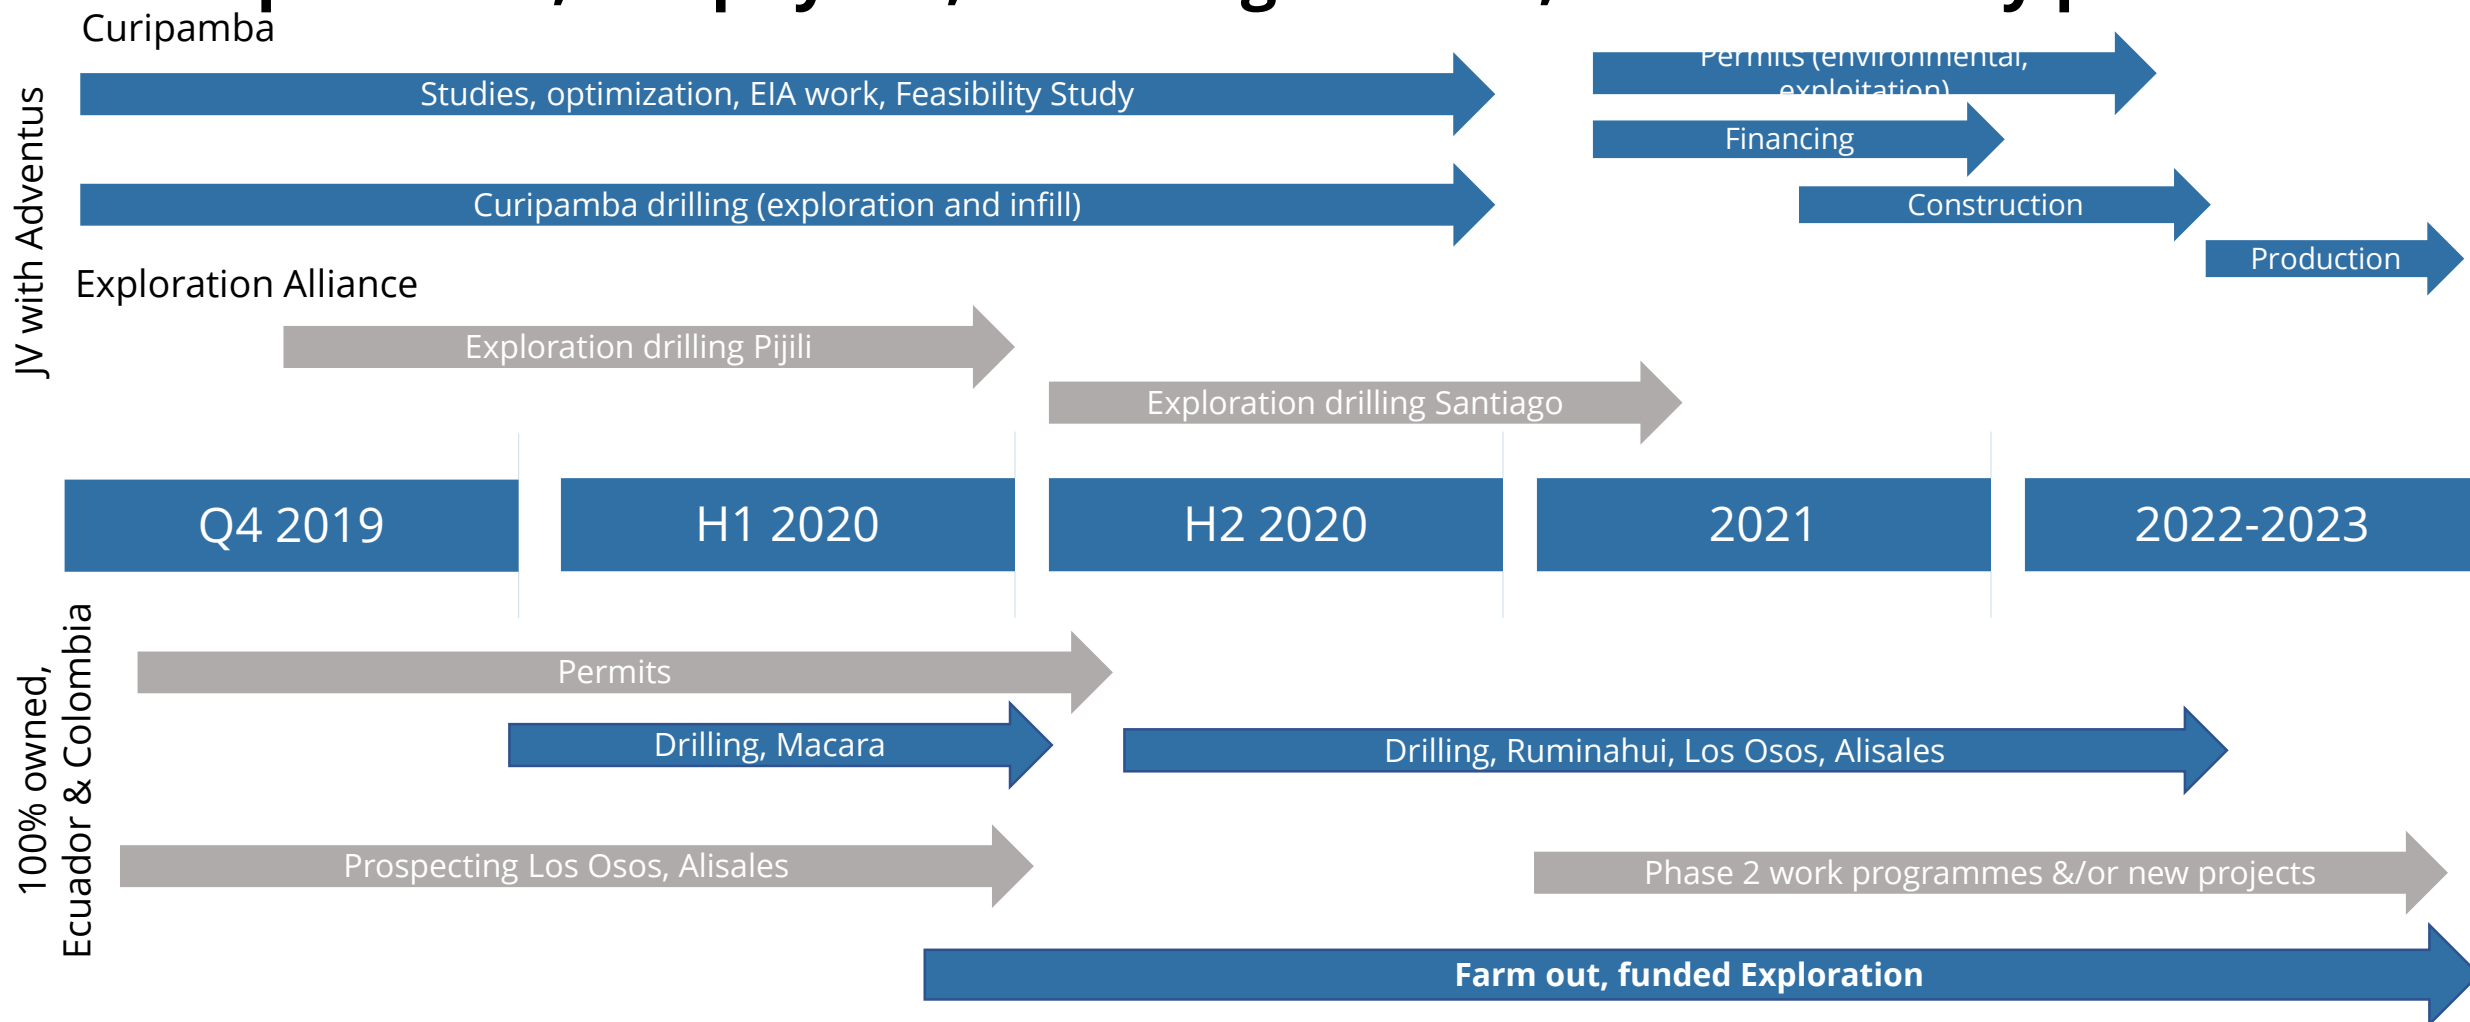 Curipamba
Studies, optimization, EIA work, Feasibility Study
Permits (environmental,
exploitation)
Financing
Curipamba drilling (exploration and infill)
Construction
Production
JV with Adventus
Exploration Alliance
Exploration drilling Pijili
Exploration drilling Santiago
Q4 2019
H1 2020
H2 2020
2021
2022-2023
100% owned,
Ecuador & Colombia
Permits
Drilling, Macara
Drilling, Ruminahui, Los Osos, Alisales
Prospecting Los Osos, Alisales
Phase 2 work programmes &/or new projects
Farm out, funded Exploration